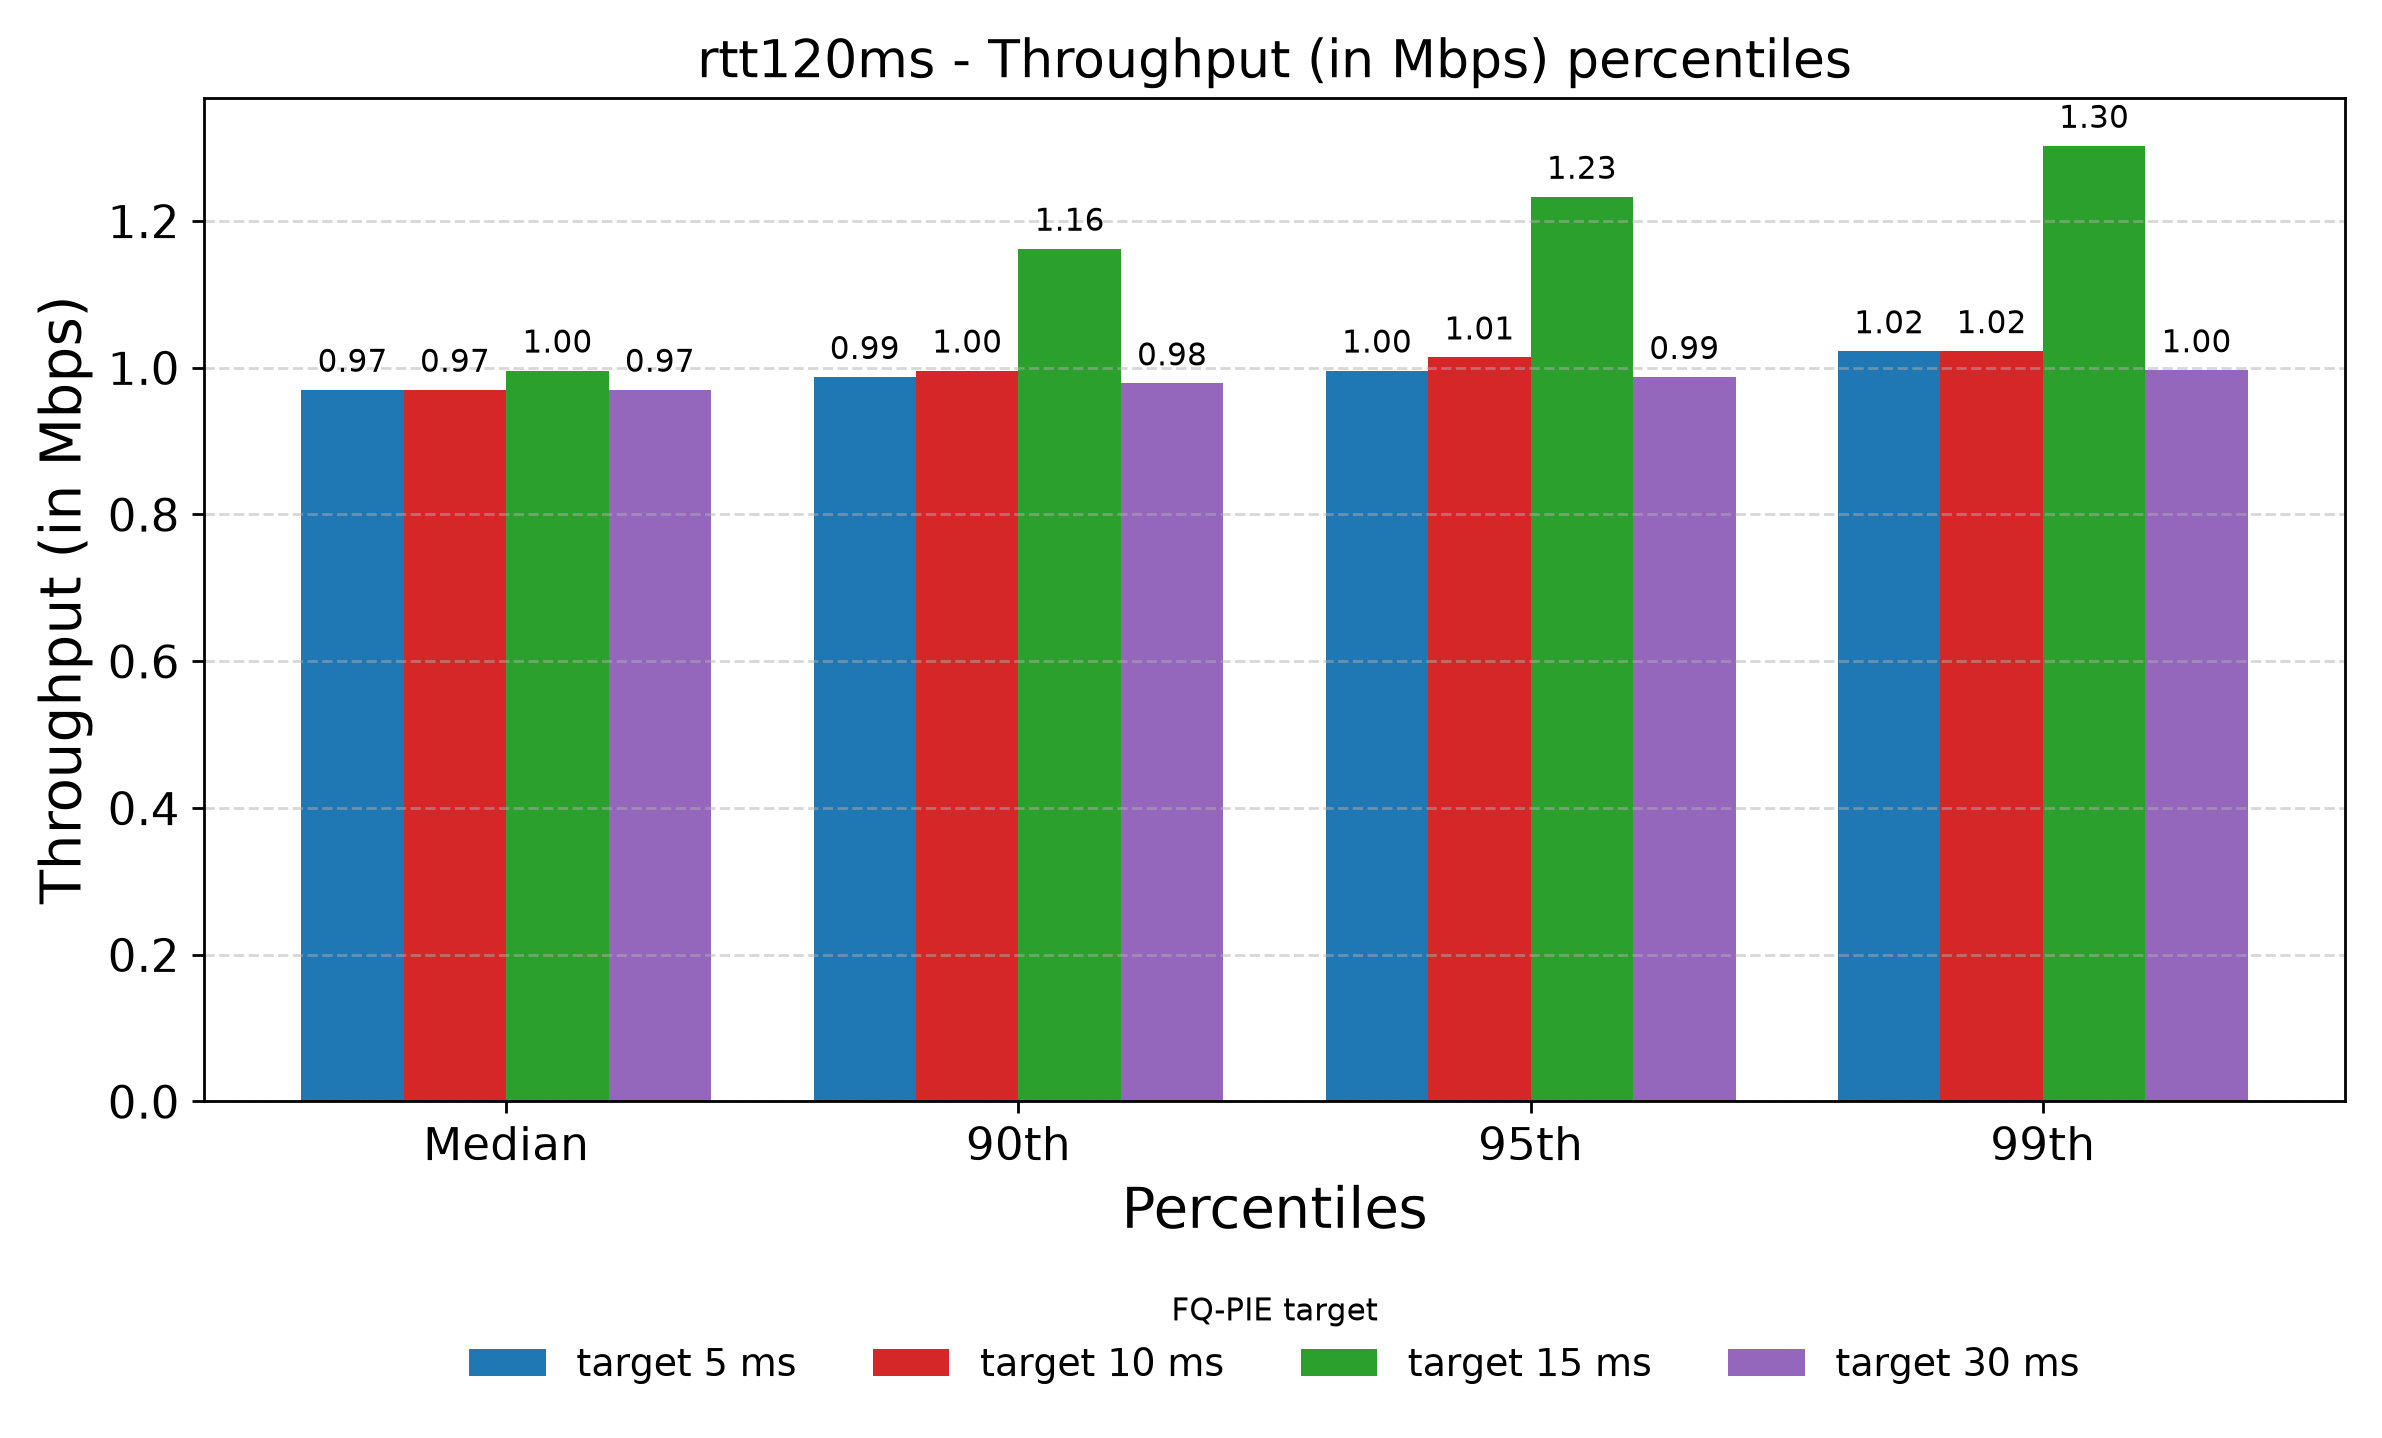 rtt120ms - Throughput (in Mbps) percentiles
Throughput (in Mbps)
1.2
1.0
0.8
0.6
0.4
0.2
0.0
0.97 0.97 1.00 0.97
0.99 1.00 1.16 0.98
1.00 1.01 1.23 0.99
1.02 1.02 1.30 1.00
Median 90th 95th 99th
Percentiles
FQ-PIE target
target 5 ms target 10 ms target 15 ms target 30 ms